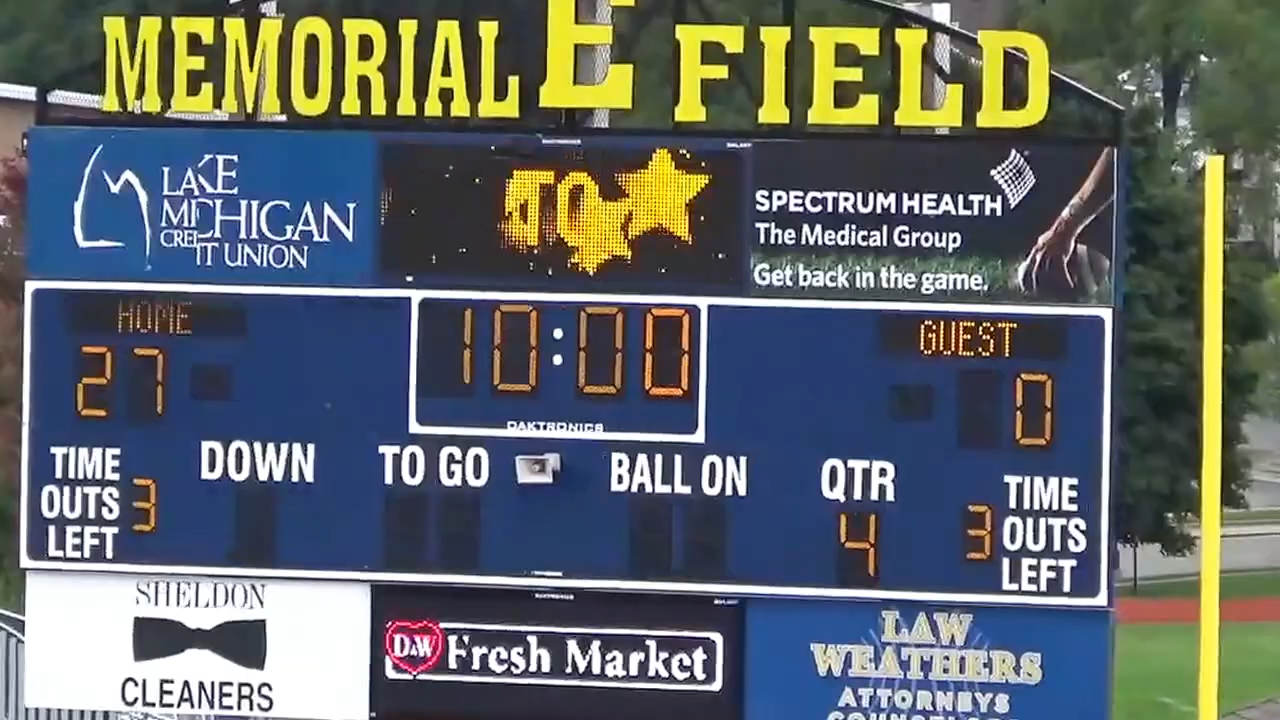 MEMORIAL E FIELD
LAKE
MICHIGAN
CREDIT UNION
SPECTRUM HEALTH
The Medical Group
Get back in the game.
HOME
27
10:00
DAKTRONICS
GUEST
0
TIME
OUTS
LEFT
3
DOWN
TO GO
BALL ON
QTR
4
3
TIME
OUTS
LEFT
SHELDON
CLEANERS
D&W Fresh Market
LAW
WEATHERS
ATTORNEYS